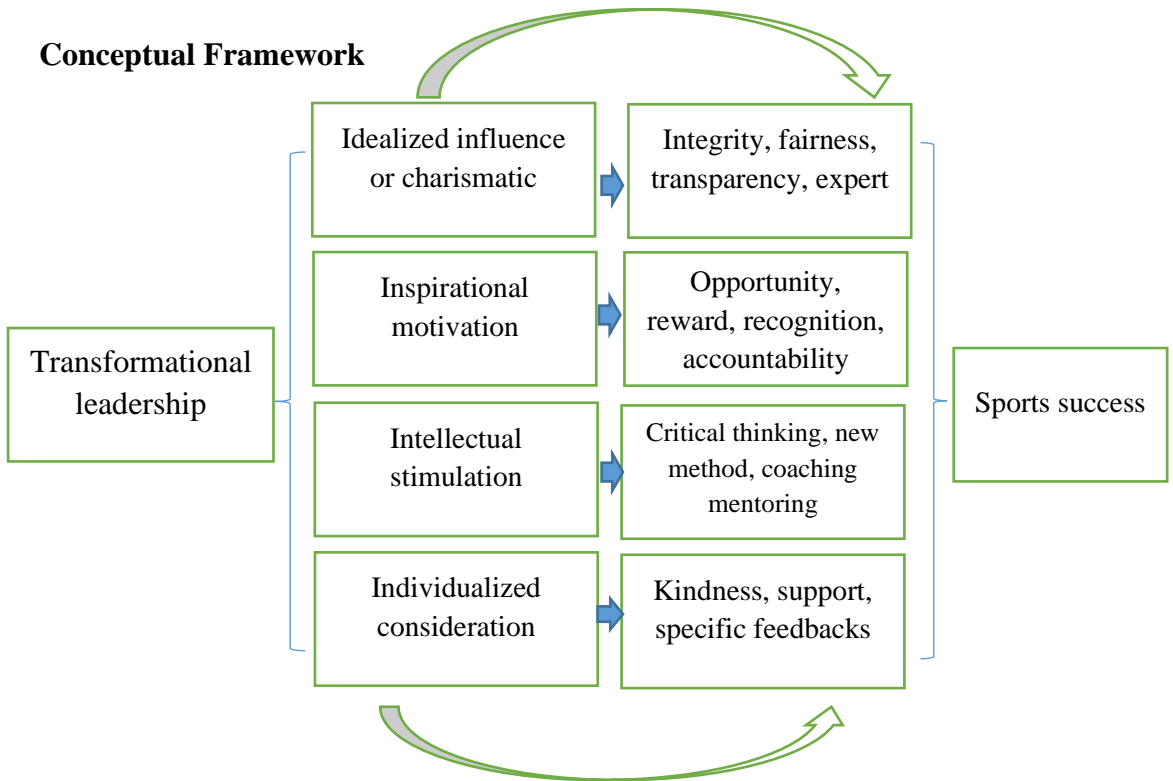 Conceptual Framework
Idealized influence
or charismatic
Integrity, fairness,
transparency, expert
Inspirational
motivation
Opportunity,
reward, recognition,
accountability
Transformational
leadership
Sports success
Intellectual
stimulation
Critical thinking, new
method, coaching
mentoring
Individualized
consideration
Kindness, support,
specific feedbacks